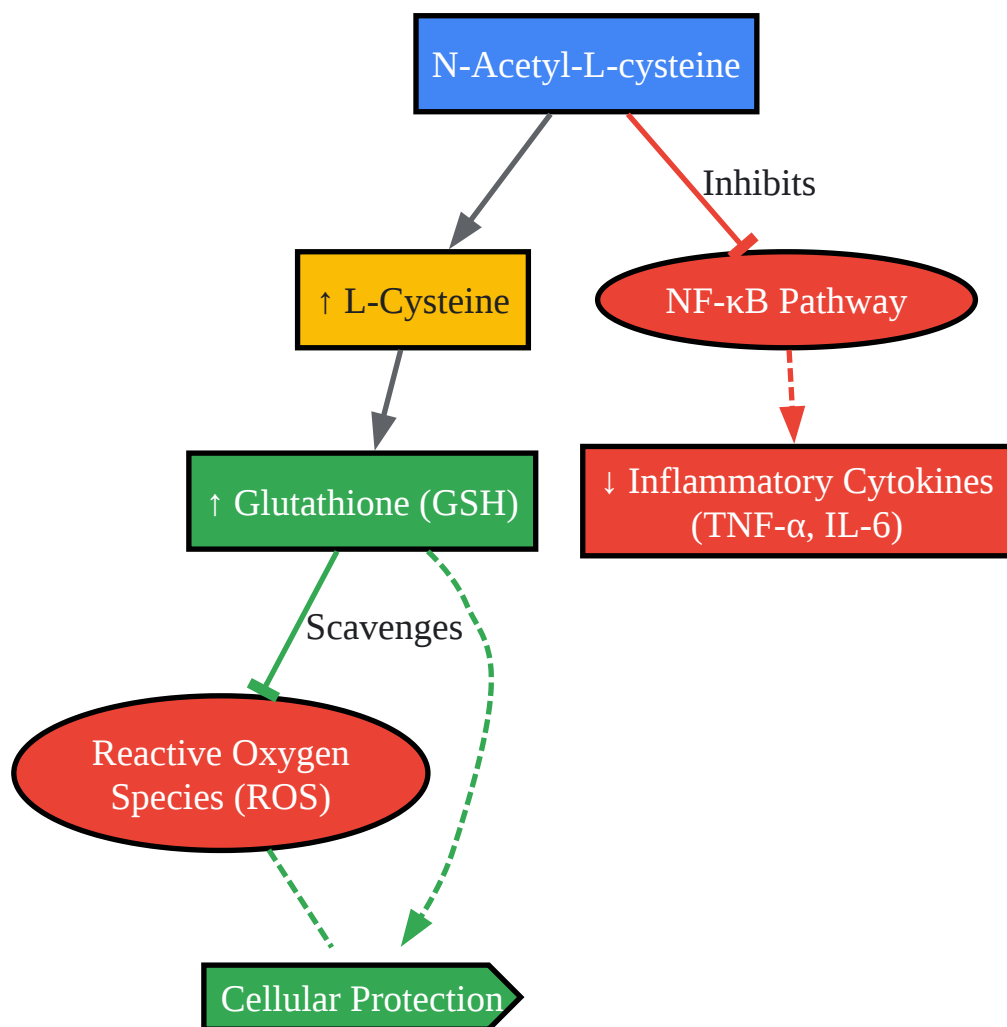 N-Acetyl-L-cysteine
Inhibits
↑ L-Cysteine
NF-κB Pathway
↑ Glutathione (GSH)
↓ Inflammatory Cytokines
(TNF-α, IL-6)
Scavenges
Reactive Oxygen
Species (ROS)
Cellular Protection